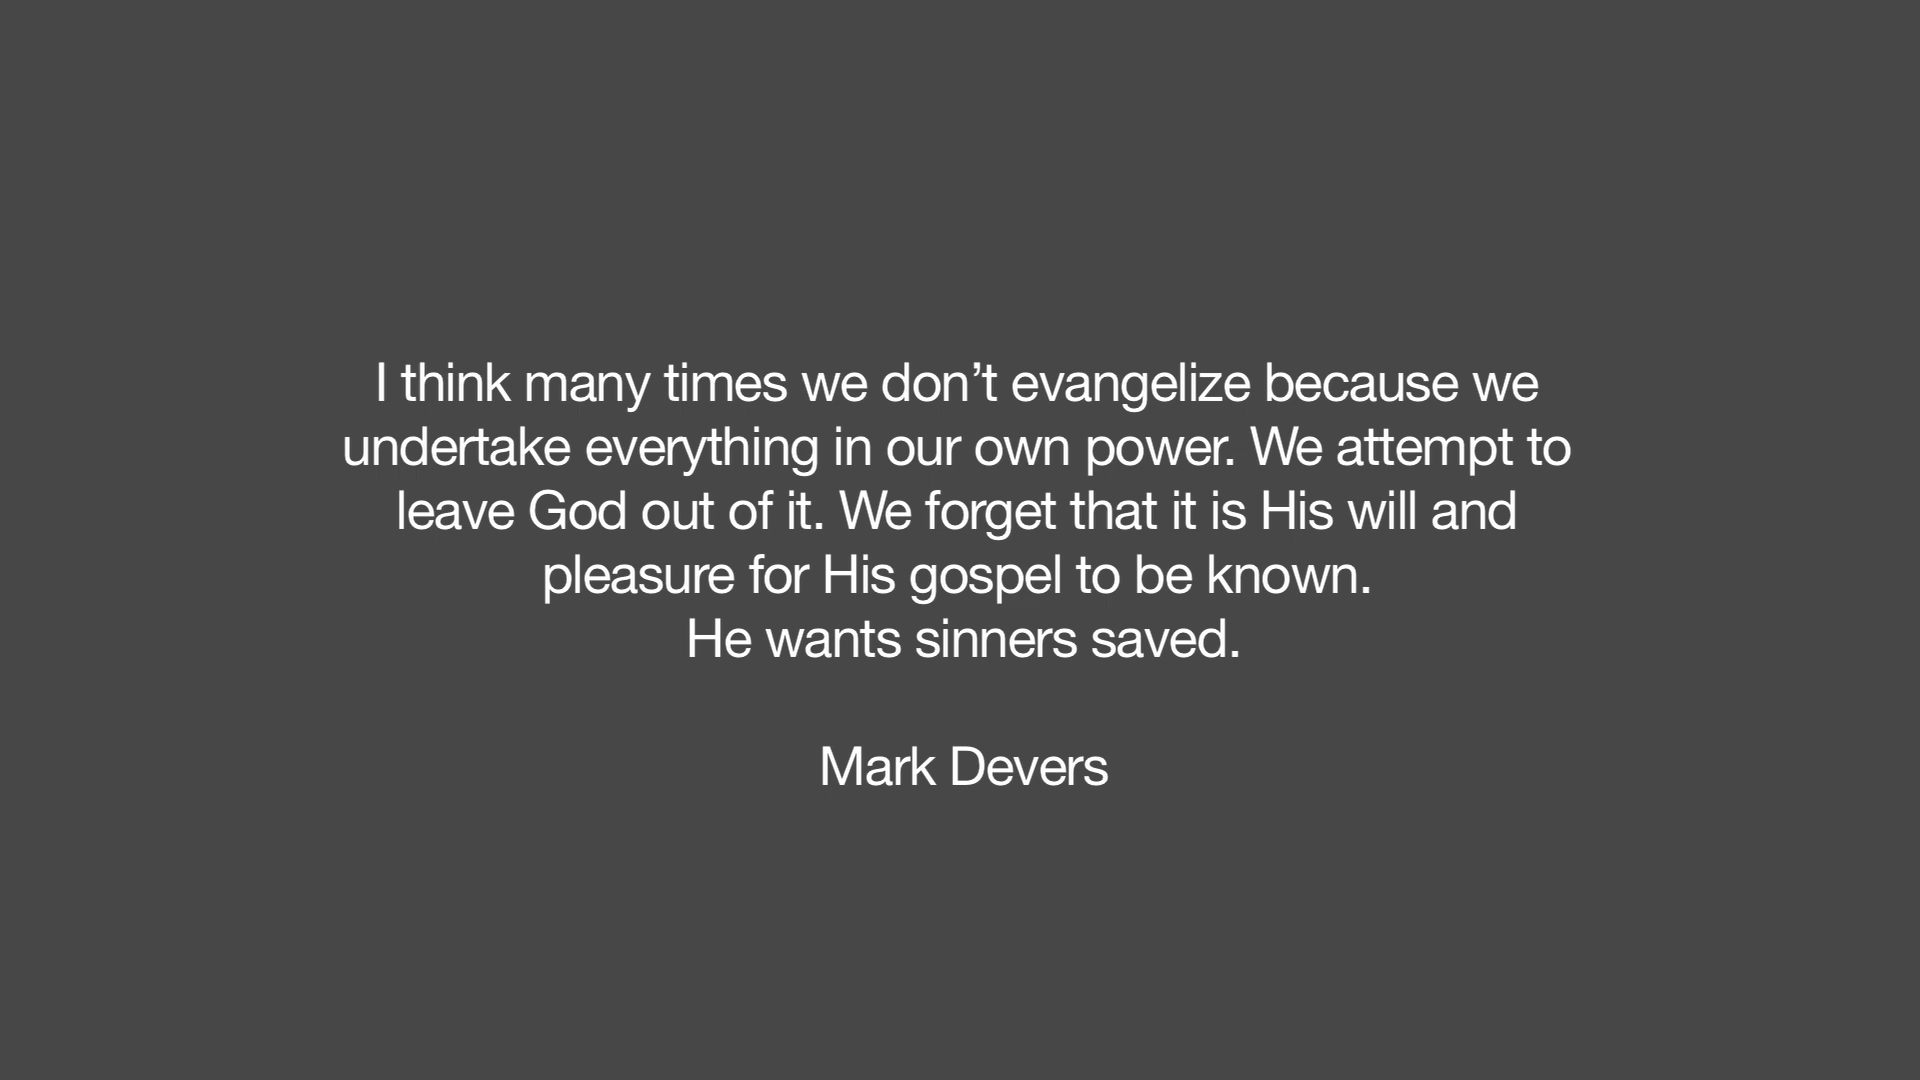 I think many times we don’t evangelize because we
undertake everything in our own power. We attempt to
leave God out of it. We forget that it is His will and
pleasure for His gospel to be known.
He wants sinners saved.
Mark Devers